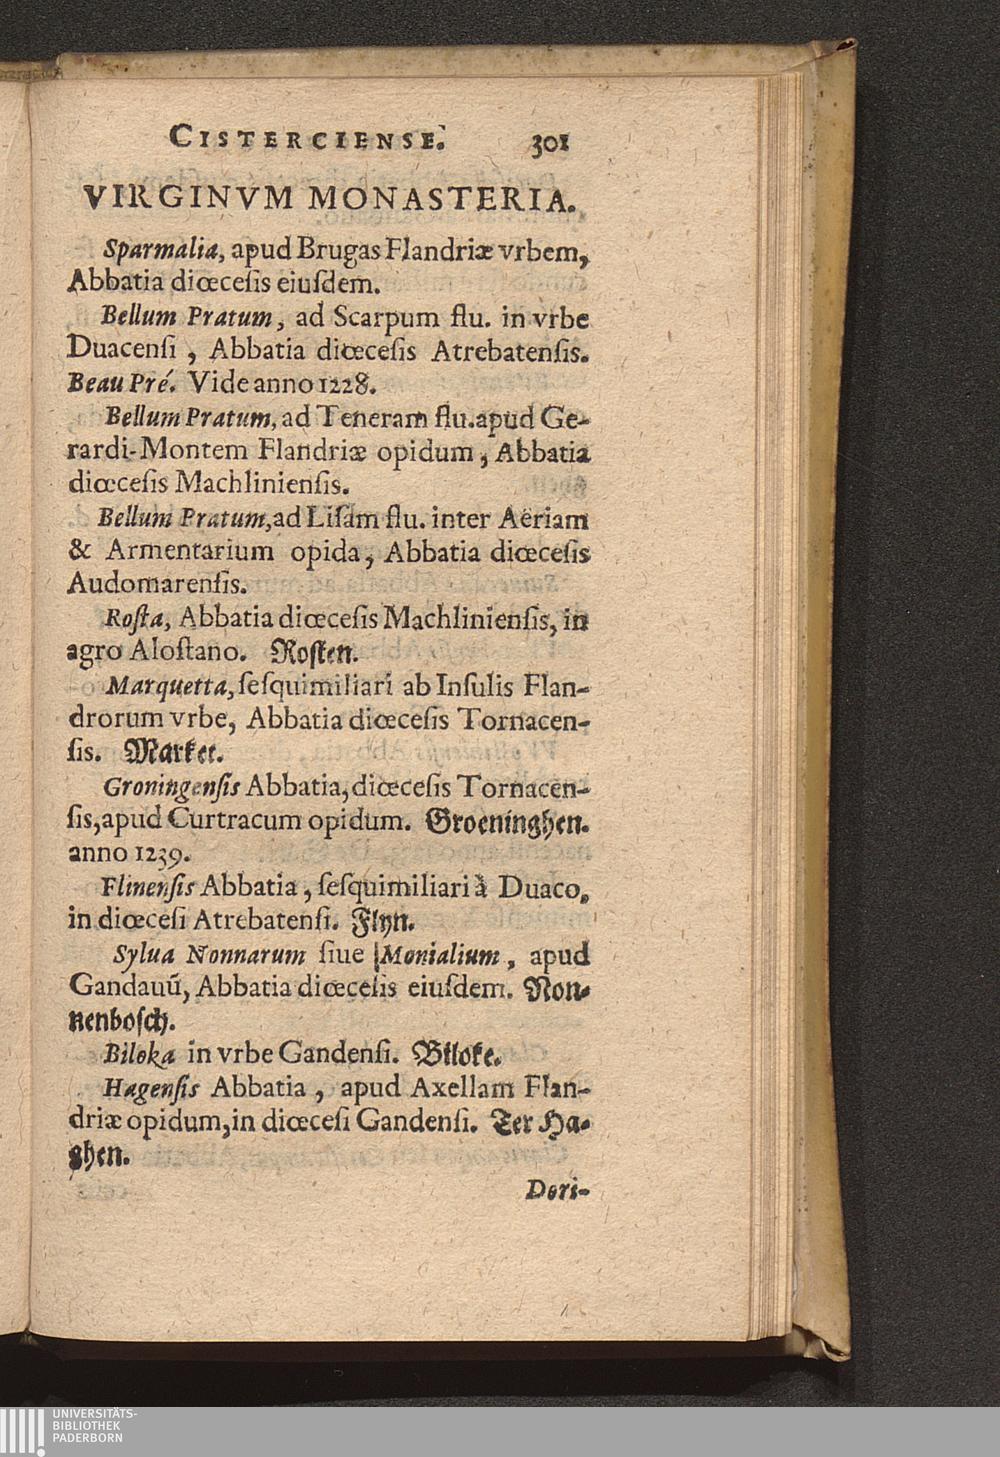 CISTERCIENSE. 301
VIRGINVM MONASTERIA.
Sparmalia, apud Brugas Flandriæ vrbem,
Abbatia diœcesis eiusdem.
Bellum Pratum, ad Scarpum flu. in vrbe
Duacensi, Abbatia diœcesis Atrebatensis.
Beau Pré. Vide anno 1228.
Bellum Pratum, ad Teneram flu. apud Ge-
rardi-Montem Flandriæ opidum, Abbatia
diœcesis Machliniensis.
Bellum Pratum, ad Lisam flu. inter Aëriam
& Armentarium opida, Abbatia diœcesis
Audomarensis.
Rosta, Abbatia diœcesis Machliniensis, in
agro Alostano. Rosten.
Marquetta, sesquimiliari ab Insulis Flan-
drorum vrbe, Abbatia diœcesis Tornacen-
sis. Market.
Groningensis Abbatia, diœcesis Tornacen-
sis, apud Curtracum opidum. Groeninghen.
anno 1239.
Flinensis Abbatia, sesquimiliari à Duaco,
in diœcesi Atrebatensi. Flyn.
Sylua Nonnarum siue Monialium, apud
Gandauū, Abbatia diœcesis eiusdem. Non-
nenbosch.
Biloka in vrbe Gandensi. Biloke.
Hagensis Abbatia, apud Axellam Flan-
driæ opidum, in diœcesi Gandensi. Ter Ha-
ghen.
Dori-
UNIVERSITÄTS-
BIBLIOTHEK
PADERBORN